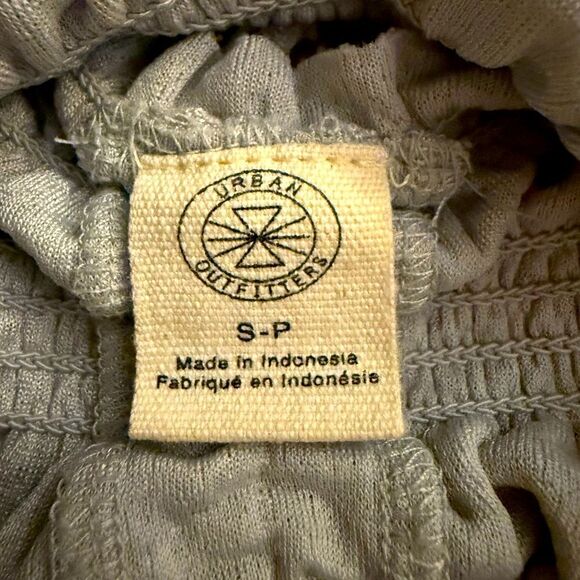 URBAN
OUTFITTERS
S-P
Made in Indonesia
Fabriqué en Indonésie